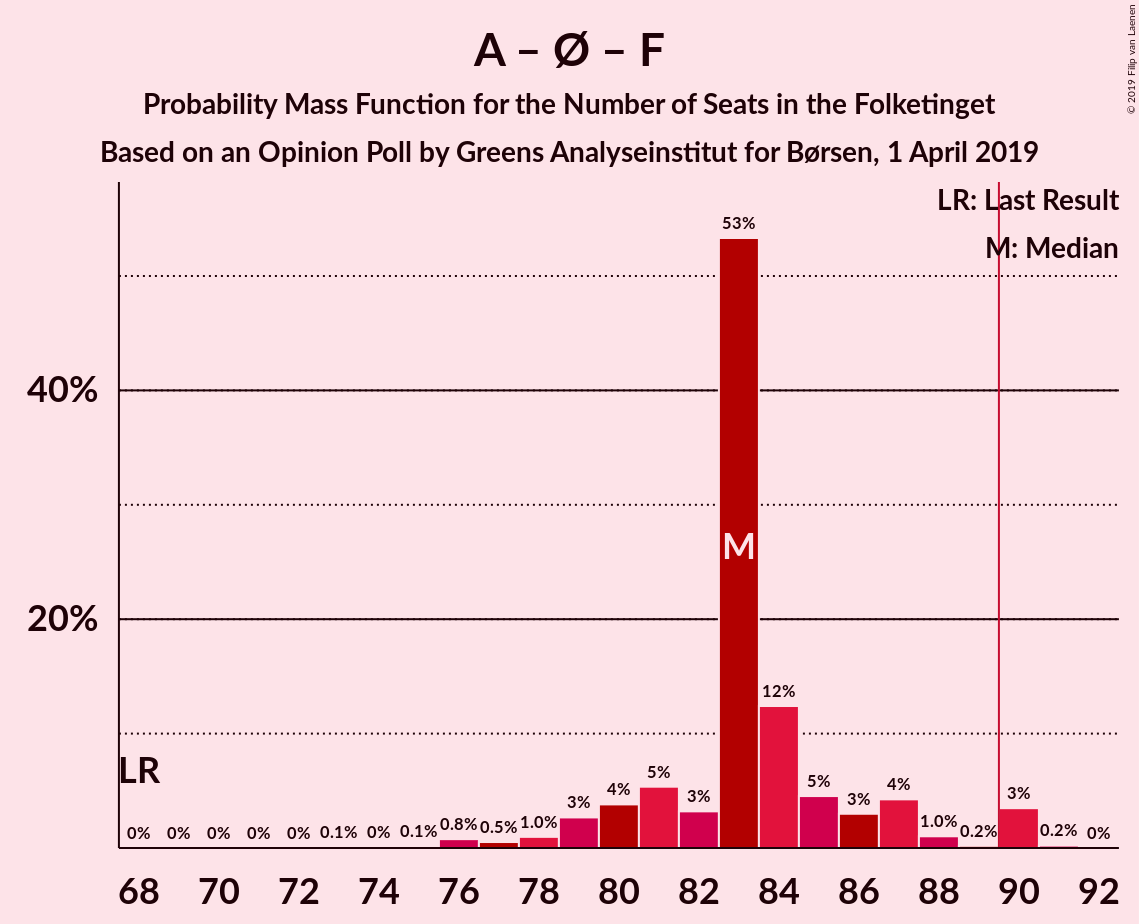 A – Ø – F
Probability Mass Function for the Number of Seats in the Folketinget
Based on an Opinion Poll by Greens Analyseinstitut for Børsen, 1 April 2019
© 2019 Filip van Laenen
LR: Last Result
M: Median
40%
20%
LR
M
0% 0% 0% 0% 0% 0.1% 0% 0.1% 0.8% 0.5% 1.0% 3% 4% 5% 3% 53% 12% 5% 3% 4% 1.0% 0.2% 3% 0.2% 0%
68 70 72 74 76 78 80 82 84 86 88 90 92